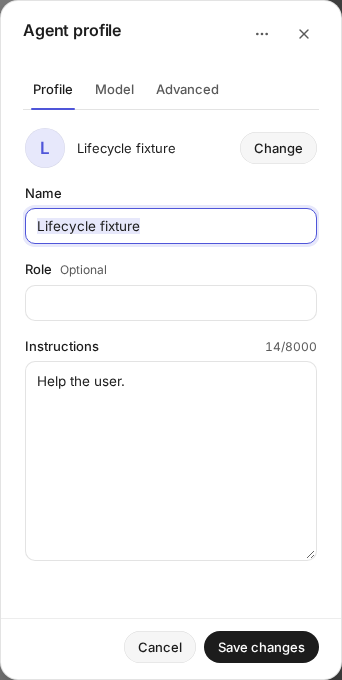 Agent profile
Profile Model Advanced
L Lifecycle fixture Change
Name
Lifecycle fixture
Role Optional
Instructions 14/8000
Help the user.
Cancel Save changes